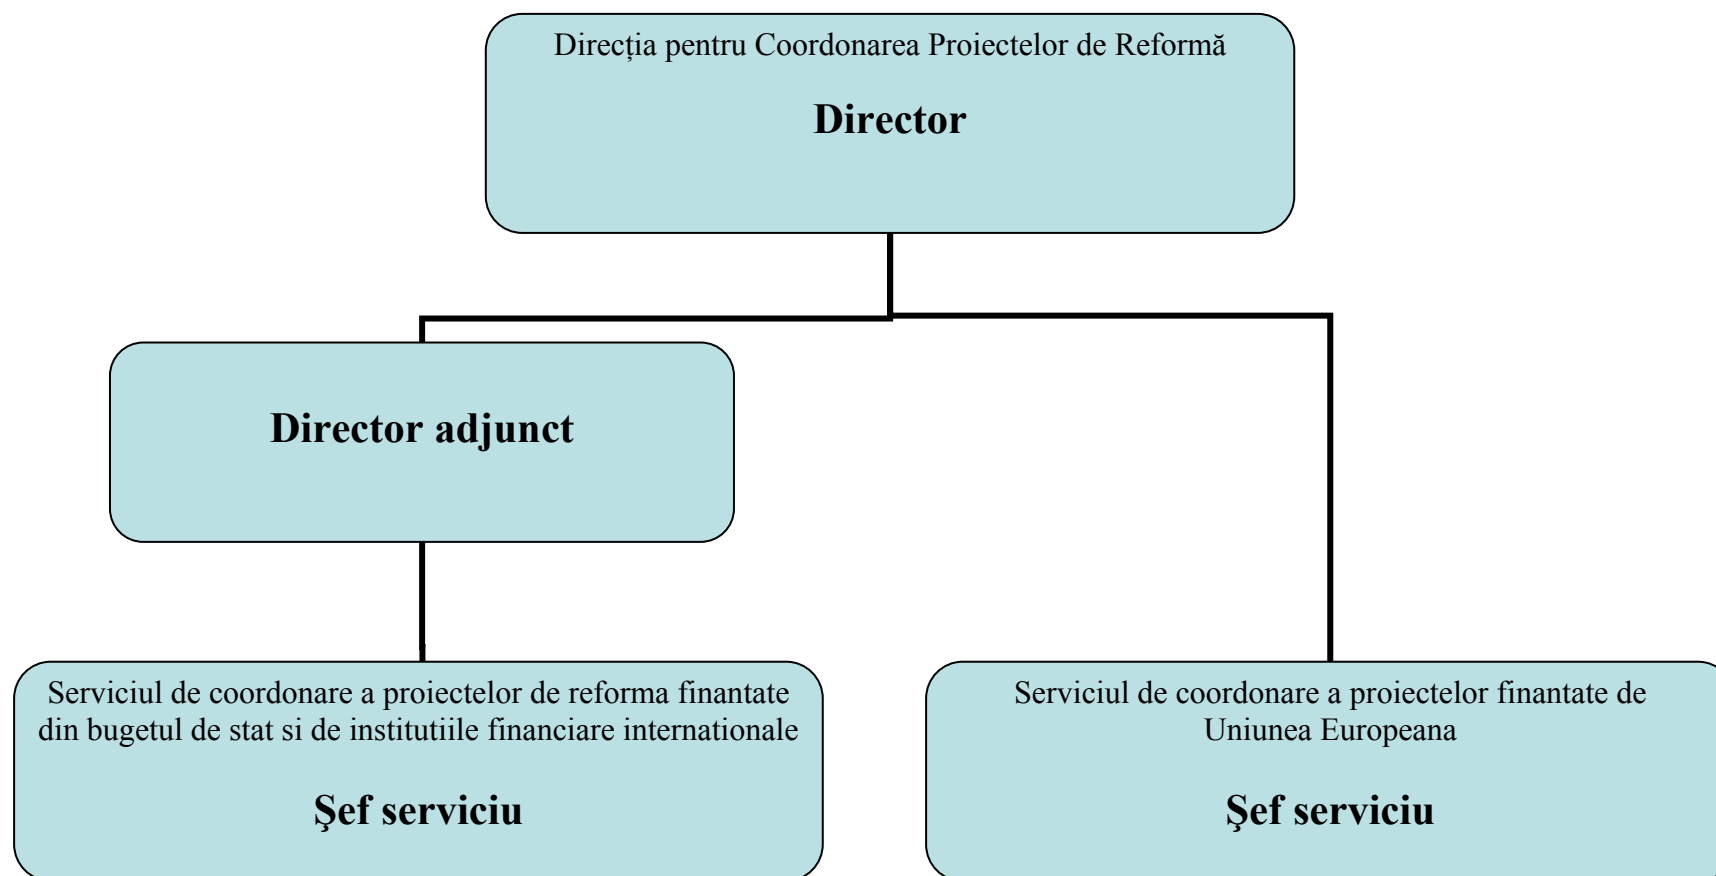 Direcția pentru Coordonarea Proiectelor de Reformă
Director
Director adjunct
Serviciul de coordonare a proiectelor de reforma finantate
din bugetul de stat si de institutiile financiare internationale
Şef serviciu
Serviciul de coordonare a proiectelor finantate de
Uniunea Europeana
Şef serviciu